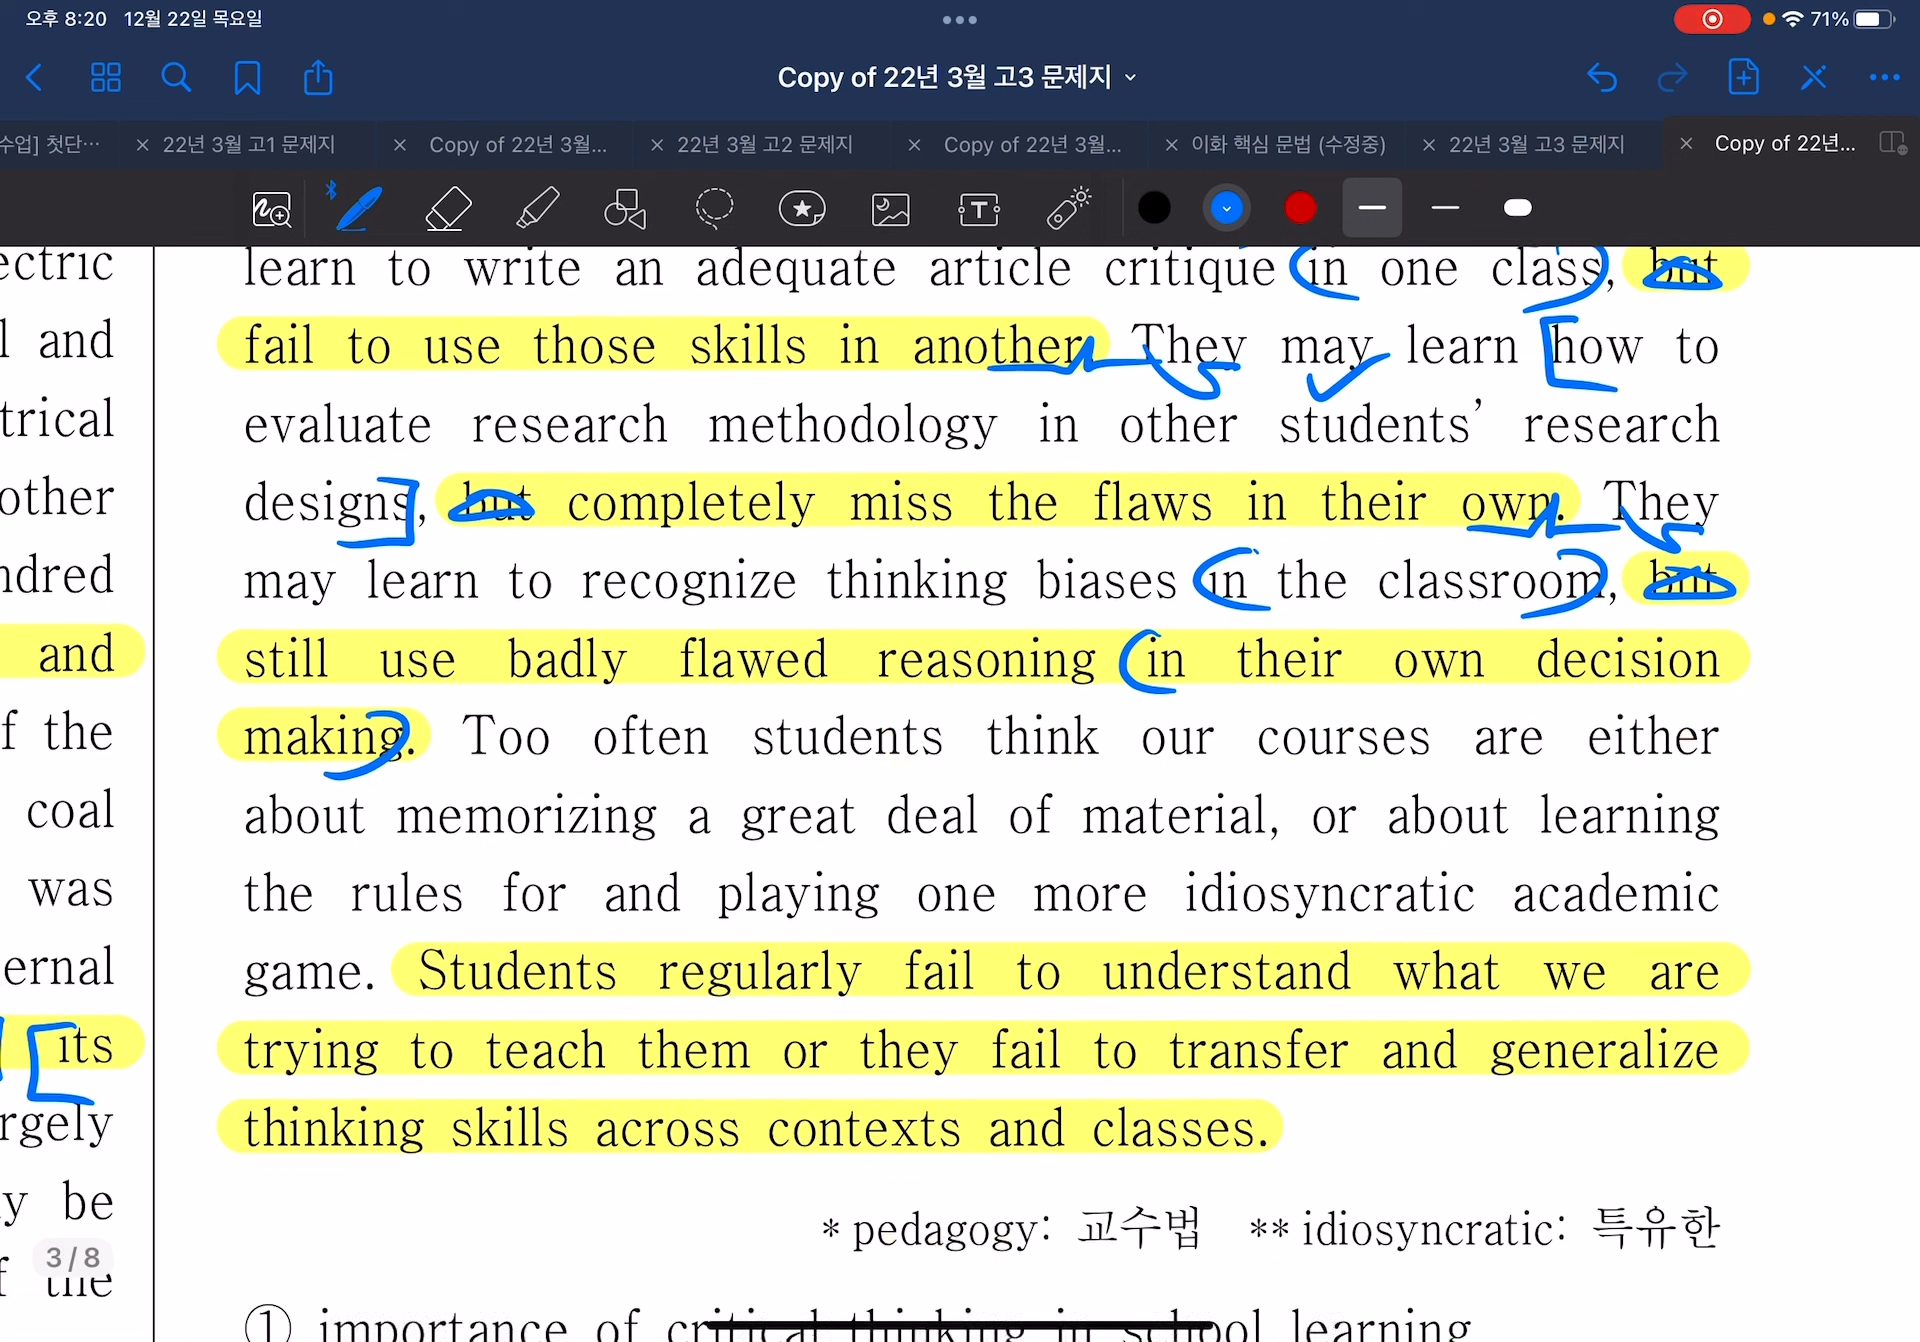 오후 8:20 12월 22일 목요일
71%
Copy of 22년 3월 고3 문제지
수업] 첫단…
22년 3월 고1 문제지
Copy of 22년 3월...
22년 3월 고2 문제지
Copy of 22년 3월...
이화 핵심 문법 (수정중)
22년 3월 고3 문제지
Copy of 22년...
ectric
l and
trical
other
ndred
and
f the
coal
was
ernal
its
rgely
y be
f the
3/8
learn to write an adequate article critique in one class, but
fail to use those skills in another. They may learn how to
evaluate research methodology in other students’ research
designs, but completely miss the flaws in their own. They
may learn to recognize thinking biases in the classroom, but
still use badly flawed reasoning in their own decision
making. Too often students think our courses are either
about memorizing a great deal of material, or about learning
the rules for and playing one more idiosyncratic academic
game. Students regularly fail to understand what we are
trying to teach them or they fail to transfer and generalize
thinking skills across contexts and classes.
* pedagogy: 교수법 ** idiosyncratic: 특유한
① importance of critical thinking in school learning